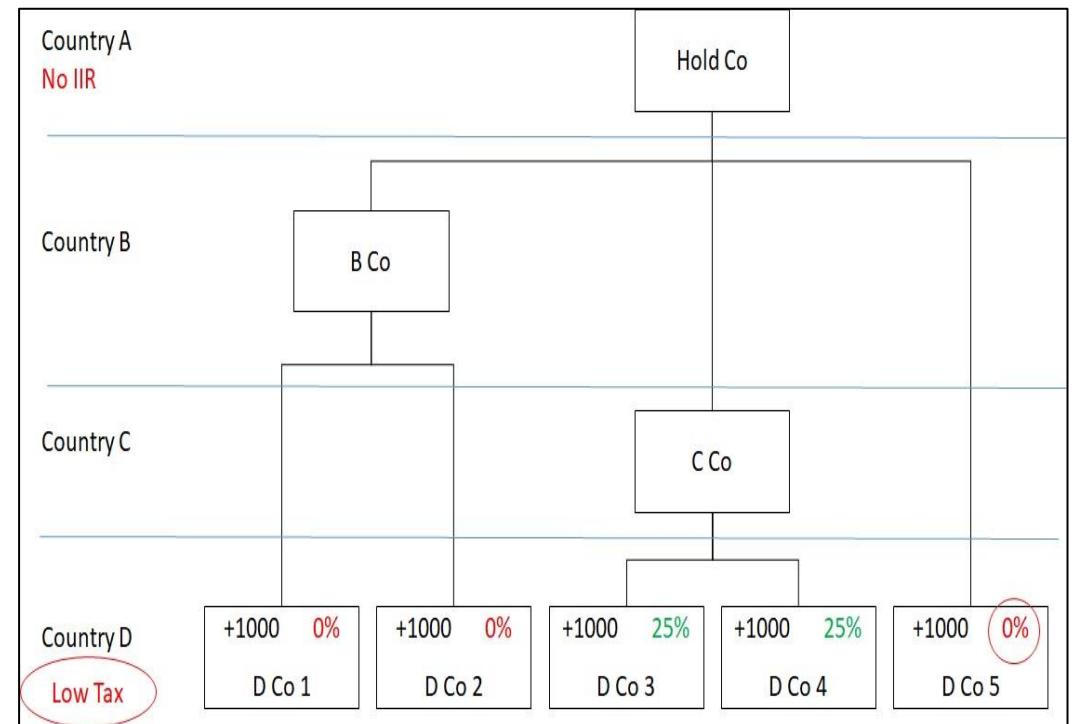 Country A
No IIR
Hold Co
Country B
B Co
Country C
C Co
Country D
Low Tax
+1000 0%
D Co 1
+1000 0%
D Co 2
+1000 25%
D Co 3
+1000 25%
D Co 4
+1000 0%
D Co 5